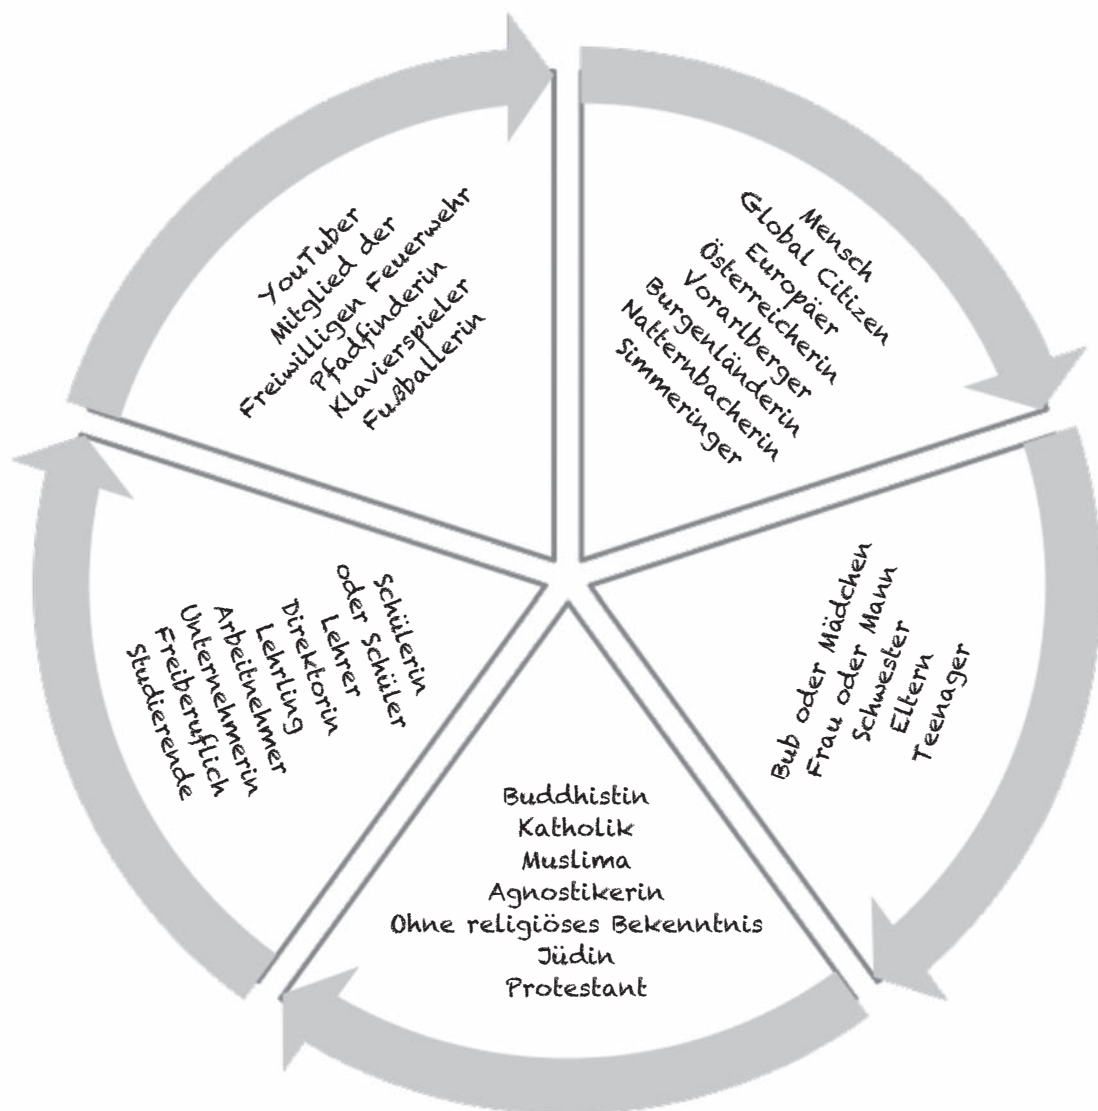 Mensch
Global Citizen
Europäer
Österreicherin
Vorarlberger
Burgenländerin
Natternbacherin
Simmeringer
Bub oder Mädchen
Frau oder Mann
Schwester
Eltern
Teenager
Buddhistin
Katholik
Muslima
Agnostikerin
Ohne religiöses Bekenntnis
Jüdin
Protestant
Schülerin
oder Schüler
Lehrer
Direktorin
Lehrling
Arbeitnehmer
Unternehmerin
Freiberuflich
Studierende
YouTuber
Mitglied der
Freiwilligen Feuerwehr
Pfadfinderin
Klavierspieler
Fußballerin